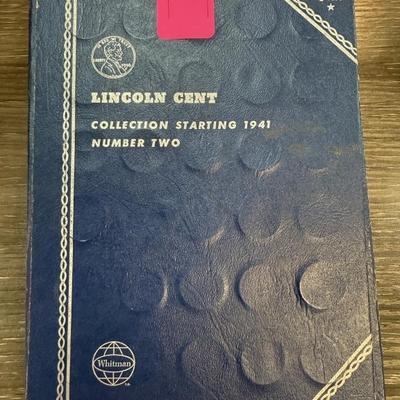 LINCOLN CENT
COLLECTION STARTING 1941
NUMBER TWO
Whitman